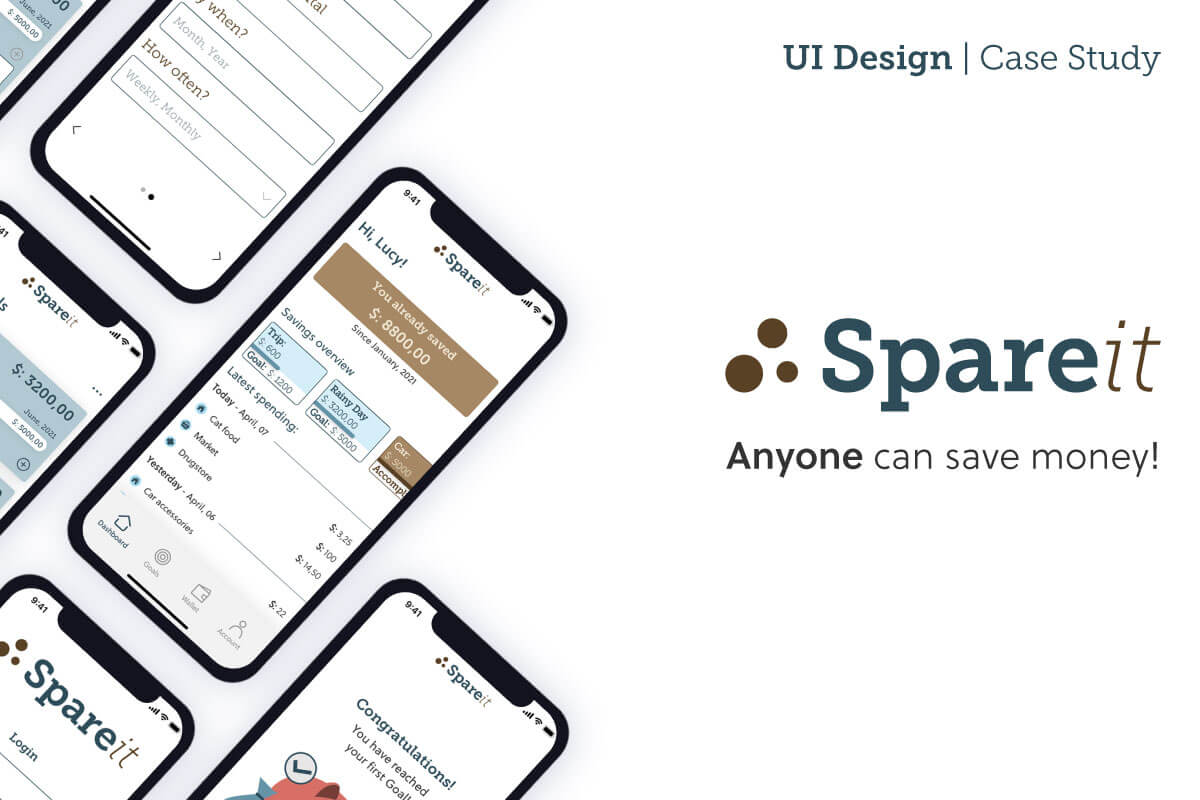 UI Design | Case Study
Spareit
Anyone can save money!
June, 2021
$: 5000,00
when?
Month, Year
How often?
Weekly, Monthly
9:41
Spareit
Hi, Lucy!
You already saved
$: 8800,00
Since January, 2021
Savings overview
Trip:
$: 600
Goal: $: 1200
Rainy Day
$: 3200,00
Goal: $: 5000
Car:
$: 5000
Latest spending:
Today - April, 07
Cat food
$: 3,25
Market
$: 100
Drugstore
$: 14,50
Yesterday - April, 06
Car accessories
$: 22
Dashboard
Goals
Wallet
Account
Spareit
$: 3200,00
June, 2021
$: 5000,00
9:41
Spareit
Login
9:41
Spareit
Congratulations!
You have reached
your first Goal!